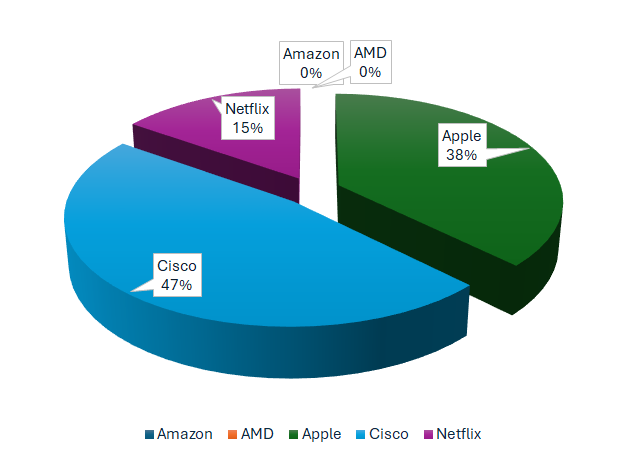 Amazon
0%
AMD
0%
Netflix
15%
Apple
38%
Cisco
47%
Amazon AMD Apple Cisco Netflix